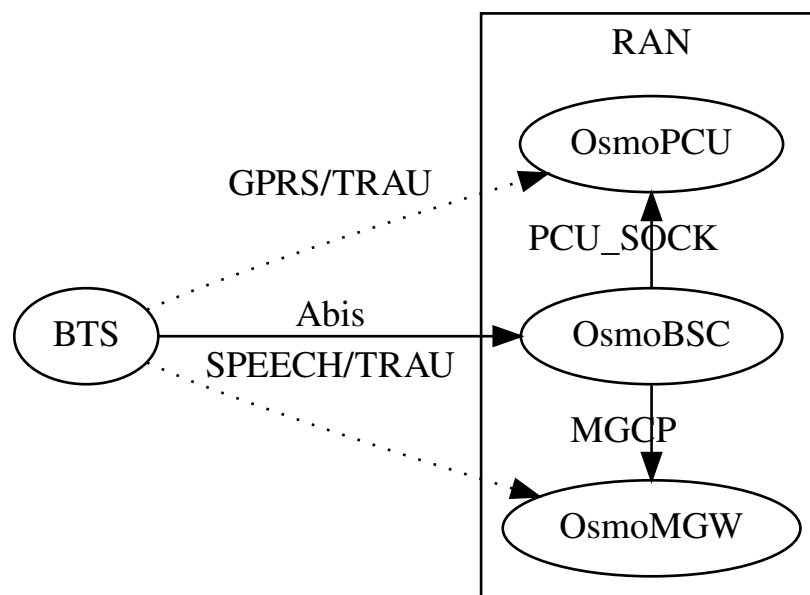 RAN
OsmoPCU
GPRS/TRAU
PCU_SOCK
Abis
BTS
OsmoBSC
SPEECH/TRAU
MGCP
OsmoMGW